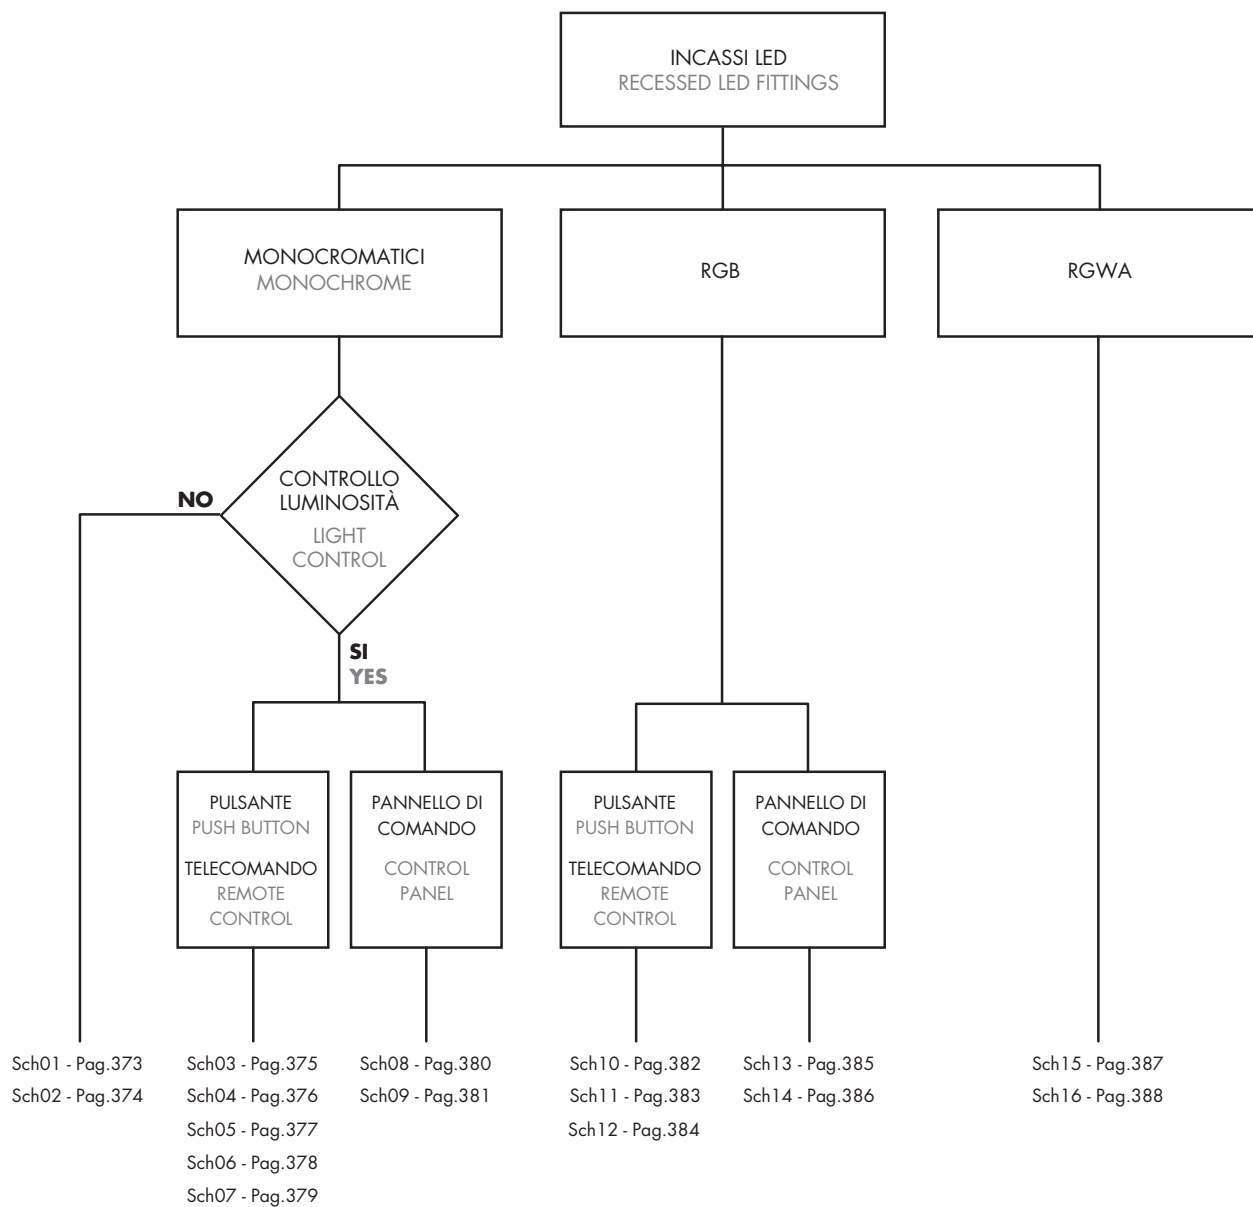 INCASSI LED
RECESSED LED FITTINGS
MONOCROMATICI
MONOCHROME
RGB
RGWA
CONTROLLO
LUMINOSITÀ
LIGHT
CONTROL
NO
SI
YES
PULSANTE
PUSH BUTTON
TELECOMANDO
REMOTE
CONTROL
PANNELLO DI
COMANDO
CONTROL
PANEL
PULSANTE
PUSH BUTTON
TELECOMANDO
REMOTE
CONTROL
PANNELLO DI
COMANDO
CONTROL
PANEL
Sch01 - Pag.373
Sch02 - Pag.374
Sch03 - Pag.375
Sch04 - Pag.376
Sch05 - Pag.377
Sch06 - Pag.378
Sch07 - Pag.379
Sch08 - Pag.380
Sch09 - Pag.381
Sch10 - Pag.382
Sch11 - Pag.383
Sch12 - Pag.384
Sch13 - Pag.385
Sch14 - Pag.386
Sch15 - Pag.387
Sch16 - Pag.388